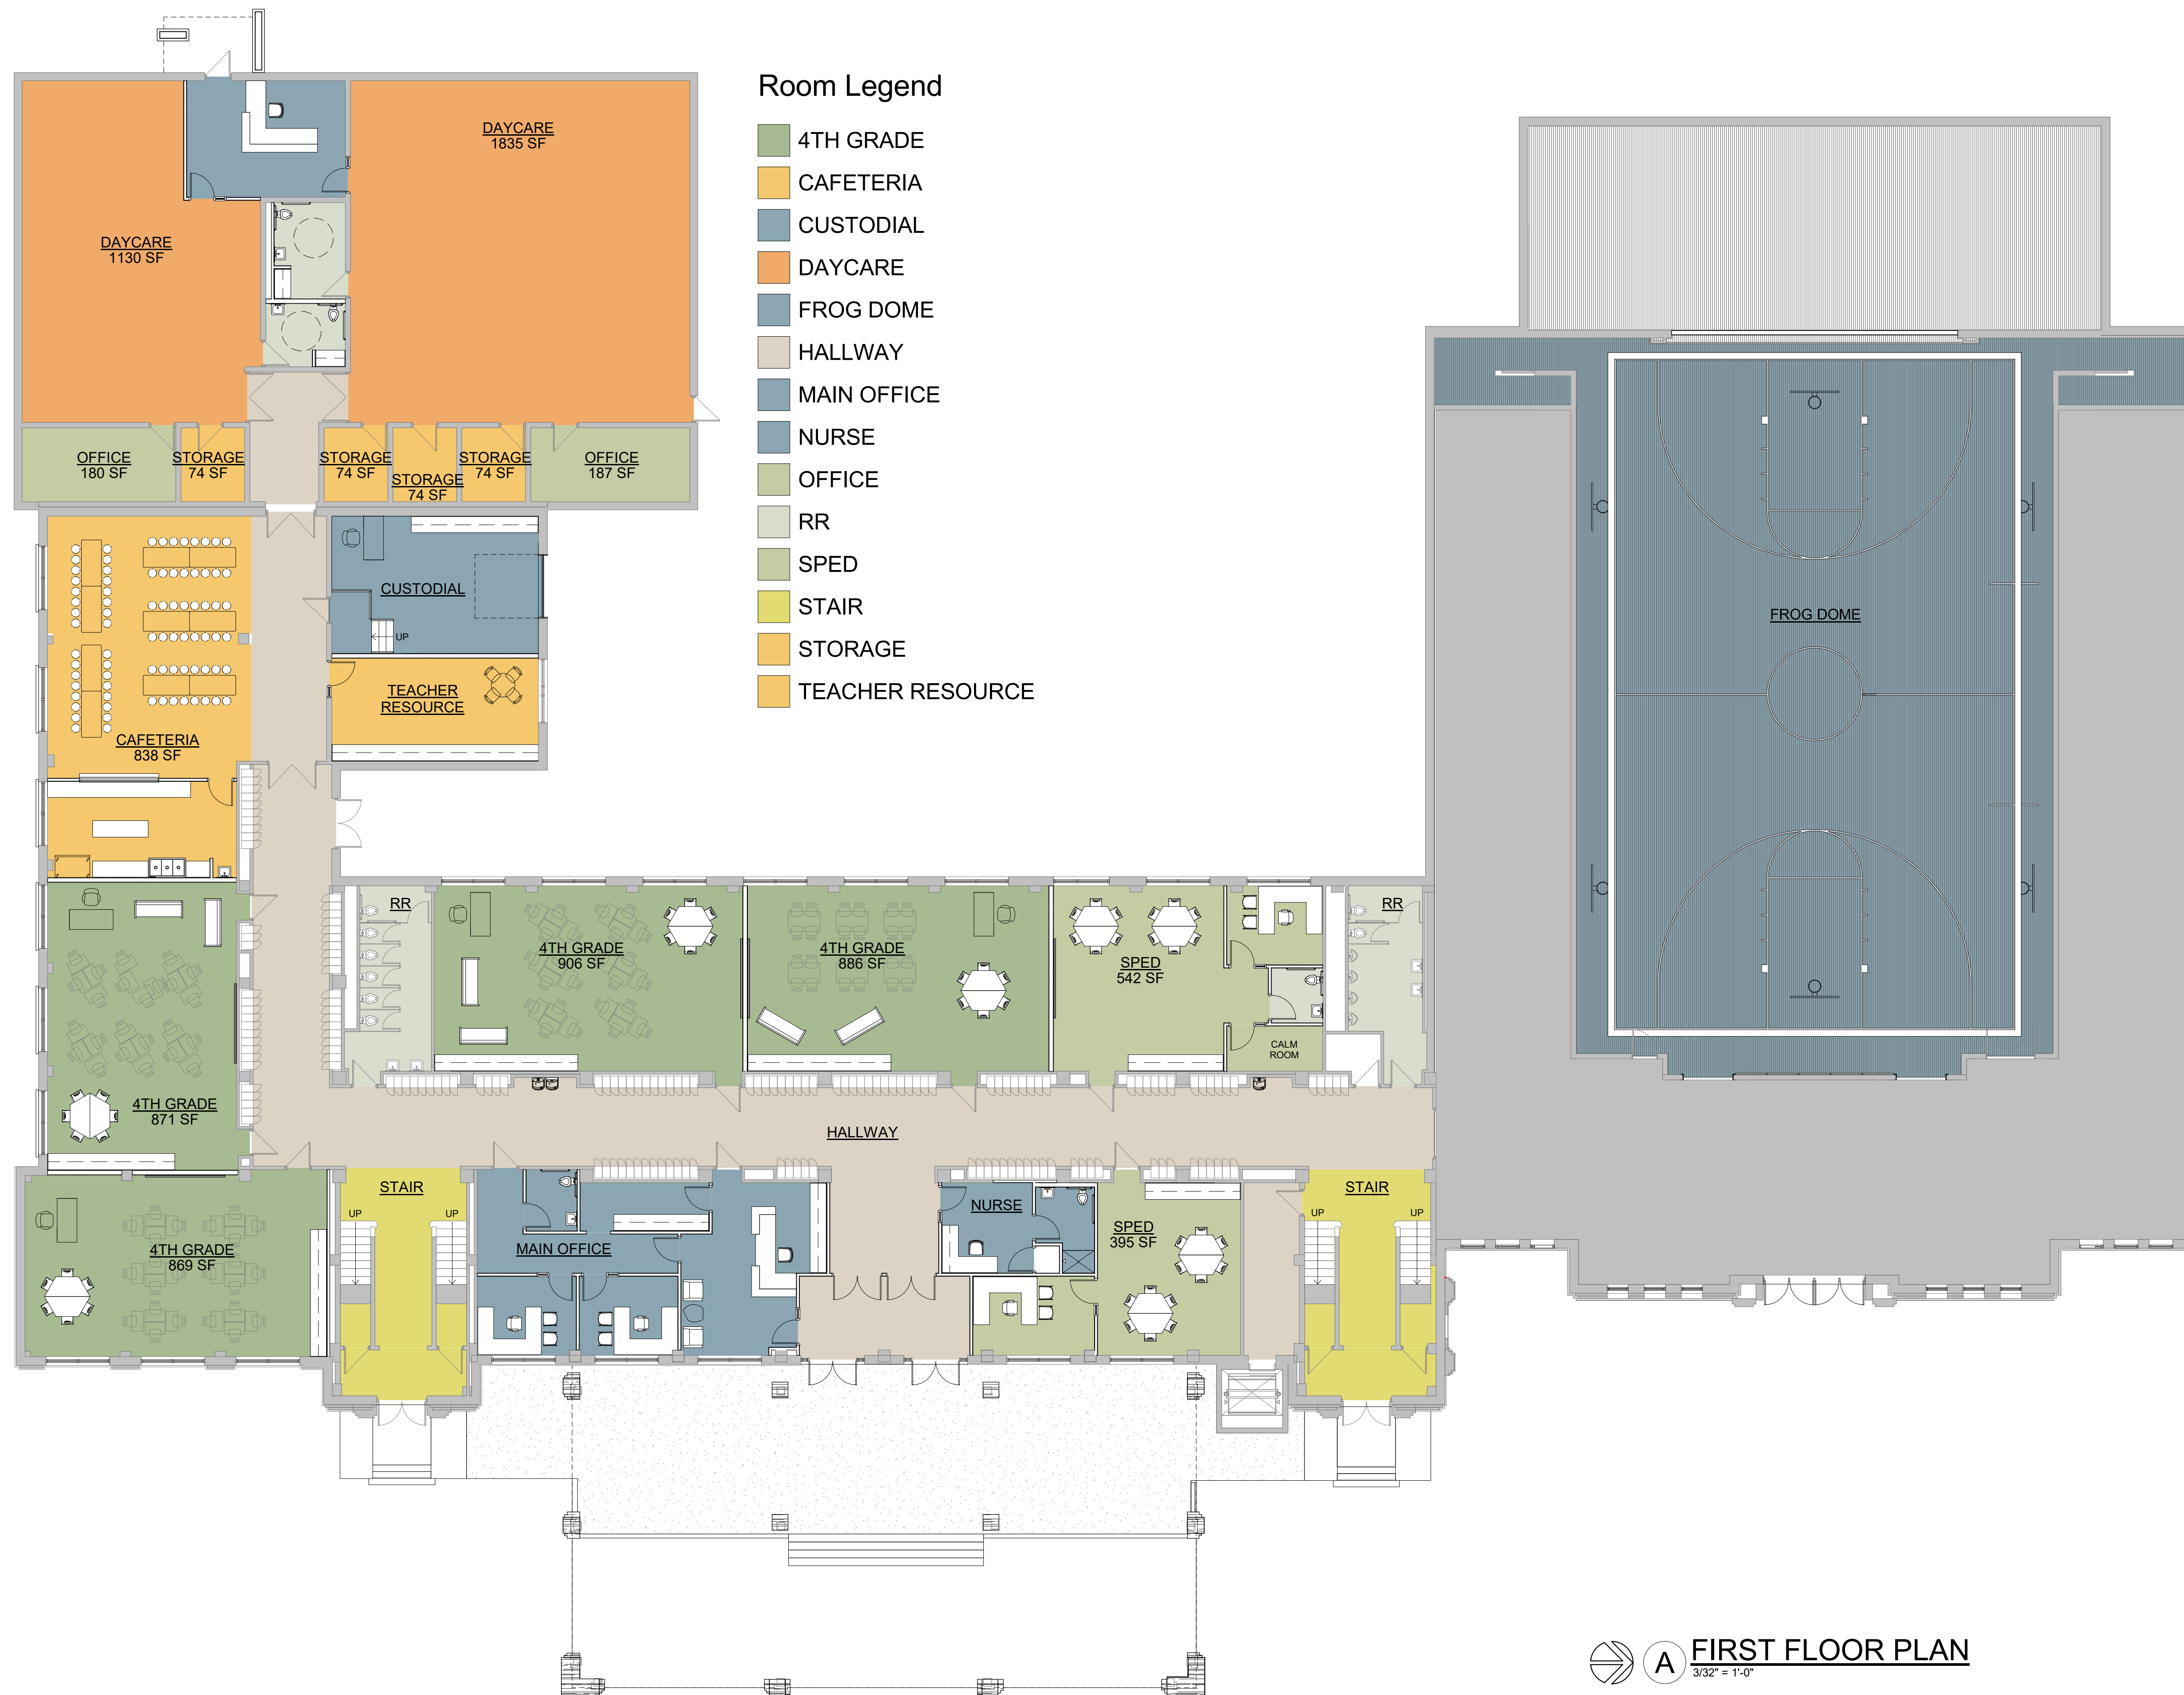 Room Legend
4TH GRADE
CAFETERIA
CUSTODIAL
DAYCARE
FROG DOME
HALLWAY
MAIN OFFICE
NURSE
OFFICE
RR
SPED
STAIR
STORAGE
TEACHER RESOURCE
DAYCARE
1835 SF
DAYCARE
1130 SF
OFFICE
180 SF
STORAGE
74 SF
STORAGE
74 SF
STORAGE
74 SF
STORAGE
74 SF
OFFICE
187 SF
CUSTODIAL
UP
TEACHER
RESOURCE
CAFETERIA
838 SF
FROG DOME
RR
4TH GRADE
906 SF
4TH GRADE
886 SF
SPED
542 SF
CALM
ROOM
RR
4TH GRADE
871 SF
HALLWAY
4TH GRADE
869 SF
STAIR
UP
UP
MAIN OFFICE
NURSE
SPED
395 SF
STAIR
UP
UP
A
FIRST FLOOR PLAN
3/32" = 1'-0"